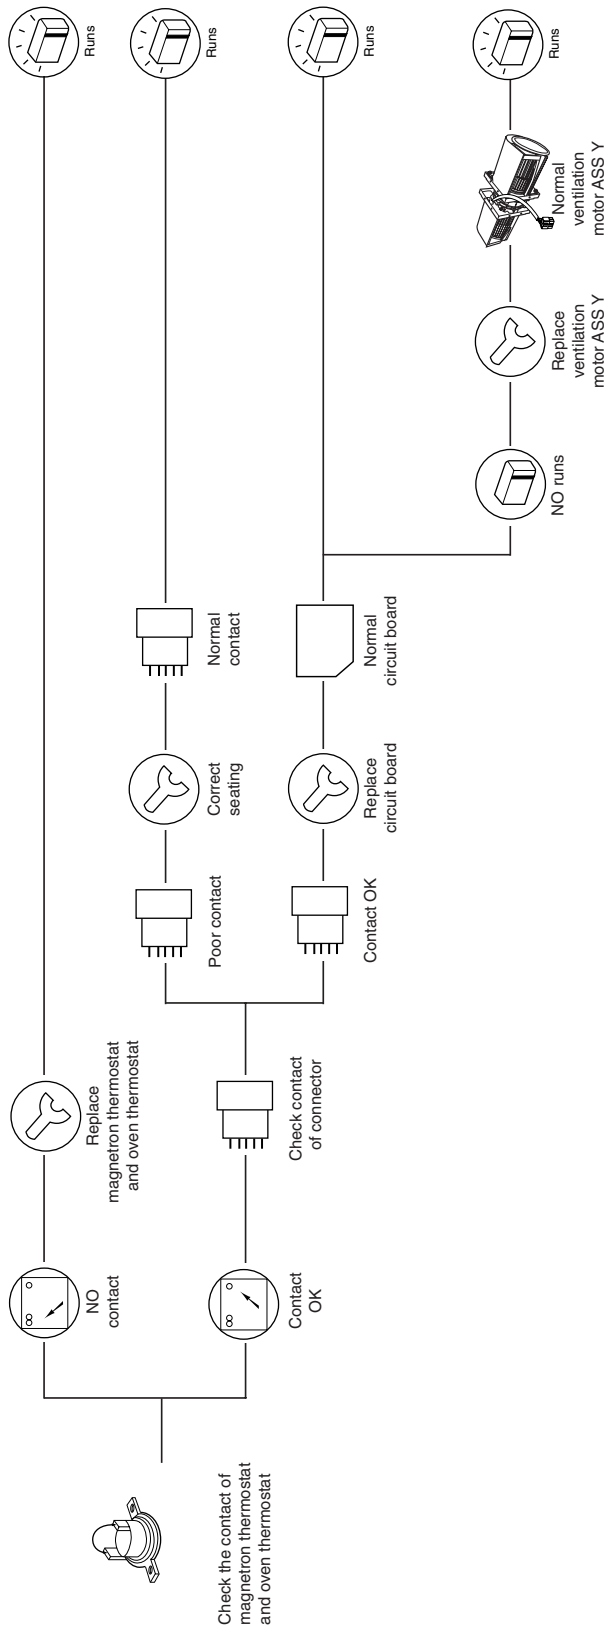 Check the contact of
magnetron thermostat
and oven thermostat
NO
contact
Replace
magnetron thermostat
and oven thermostat
Runs
Contact
OK
Check contact
of connector
Poor contact
Correct
seating
Normal
contact
Runs
Contact OK
Replace
circuit board
Normal
circuit board
Runs
NO runs
Replace
ventilation
motor ASS Y
Normal
ventilation
motor ASS Y
Runs